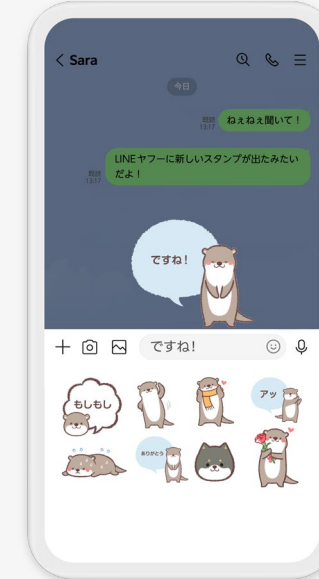 Sara
今日
既読
13:17
ねぇねぇ聞いて！
既読
13:17
LINEヤフーに新しいスタンプが出たみたい
だよ！
ですね！
ですね!
もしもし
アッ
ありがとう